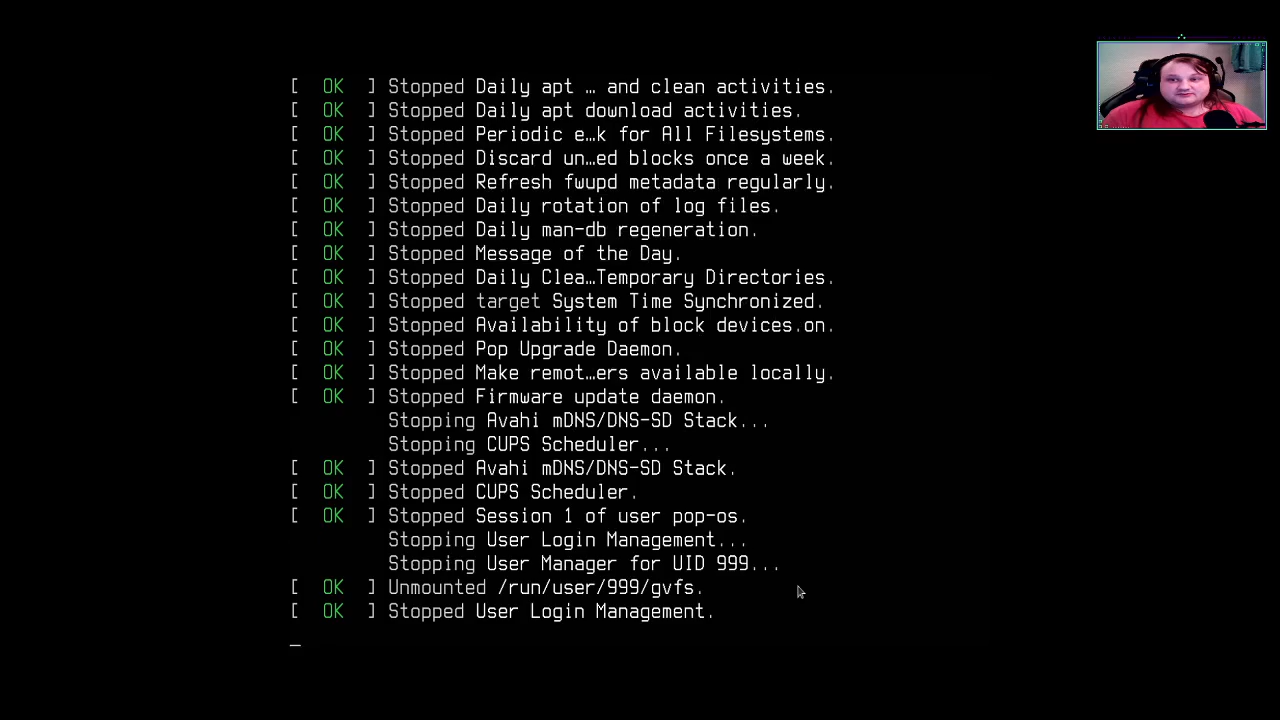 [  OK  ] Stopped Daily apt … and clean activities.
[  OK  ] Stopped Daily apt download activities.
[  OK  ] Stopped Periodic e…k for All Filesystems.
[  OK  ] Stopped Discard un…ed blocks once a week.
[  OK  ] Stopped Refresh fwupd metadata regularly.
[  OK  ] Stopped Daily rotation of log files.
[  OK  ] Stopped Daily man-db regeneration.
[  OK  ] Stopped Message of the Day.
[  OK  ] Stopped Daily Clea…Temporary Directories.
[  OK  ] Stopped target System Time Synchronized.
[  OK  ] Stopped Availability of block devices.on.
[  OK  ] Stopped Pop Upgrade Daemon.
[  OK  ] Stopped Make remot…ers available locally.
[  OK  ] Stopped Firmware update daemon.
Stopping Avahi mDNS/DNS-SD Stack...
Stopping CUPS Scheduler...
[  OK  ] Stopped Avahi mDNS/DNS-SD Stack.
[  OK  ] Stopped CUPS Scheduler.
[  OK  ] Stopped Session 1 of user pop-os.
Stopping User Login Management...
Stopping User Manager for UID 999...
[  OK  ] Unmounted /run/user/999/gvfs.
[  OK  ] Stopped User Login Management.